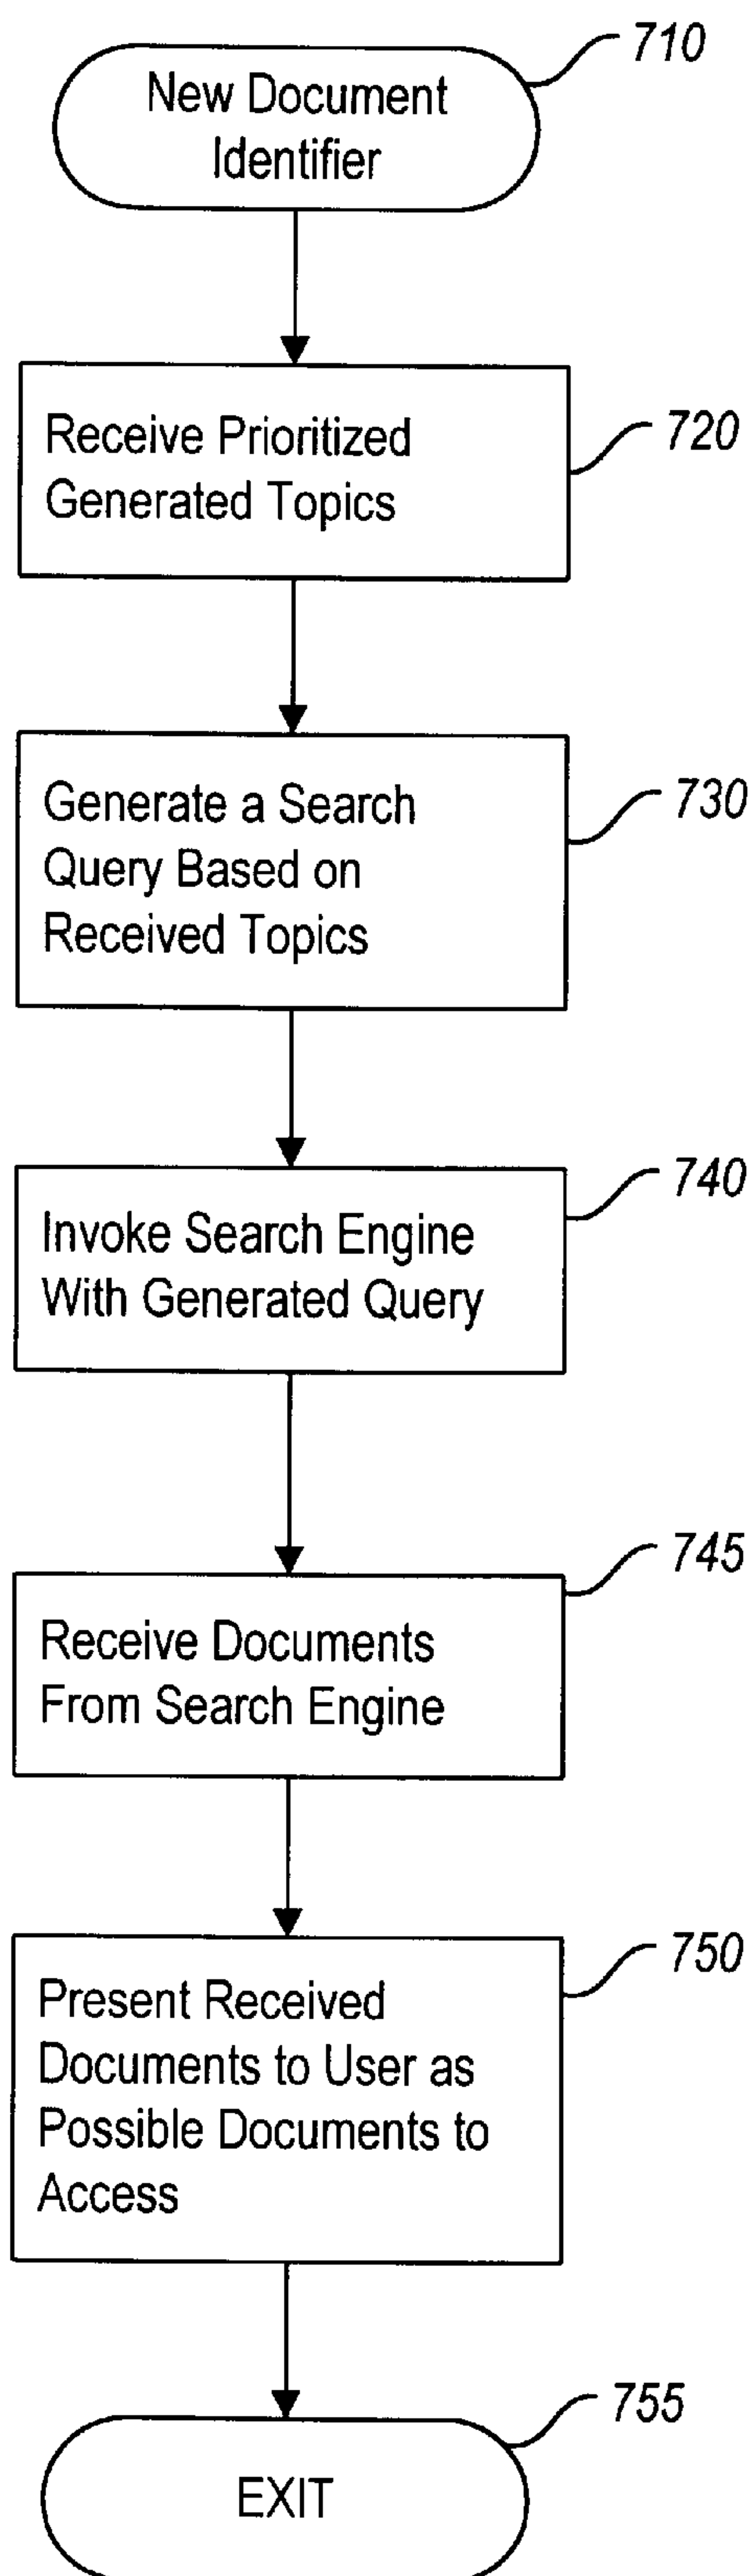 710
New Document
Identifier
720
Receive Prioritized
Generated Topics
730
Generate a Search
Query Based on
Received Topics
740
Invoke Search Engine
With Generated Query
745
Receive Documents
From Search Engine
750
Present Received
Documents to User as
Possible Documents to
Access
755
EXIT